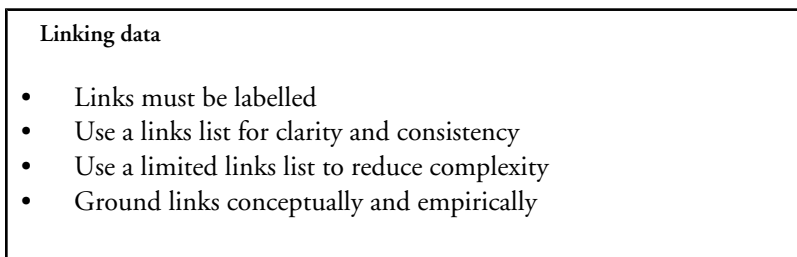 Linking data
• Links must be labelled
• Use a links list for clarity and consistency
• Use a limited links list to reduce complexity
• Ground links conceptually and empirically